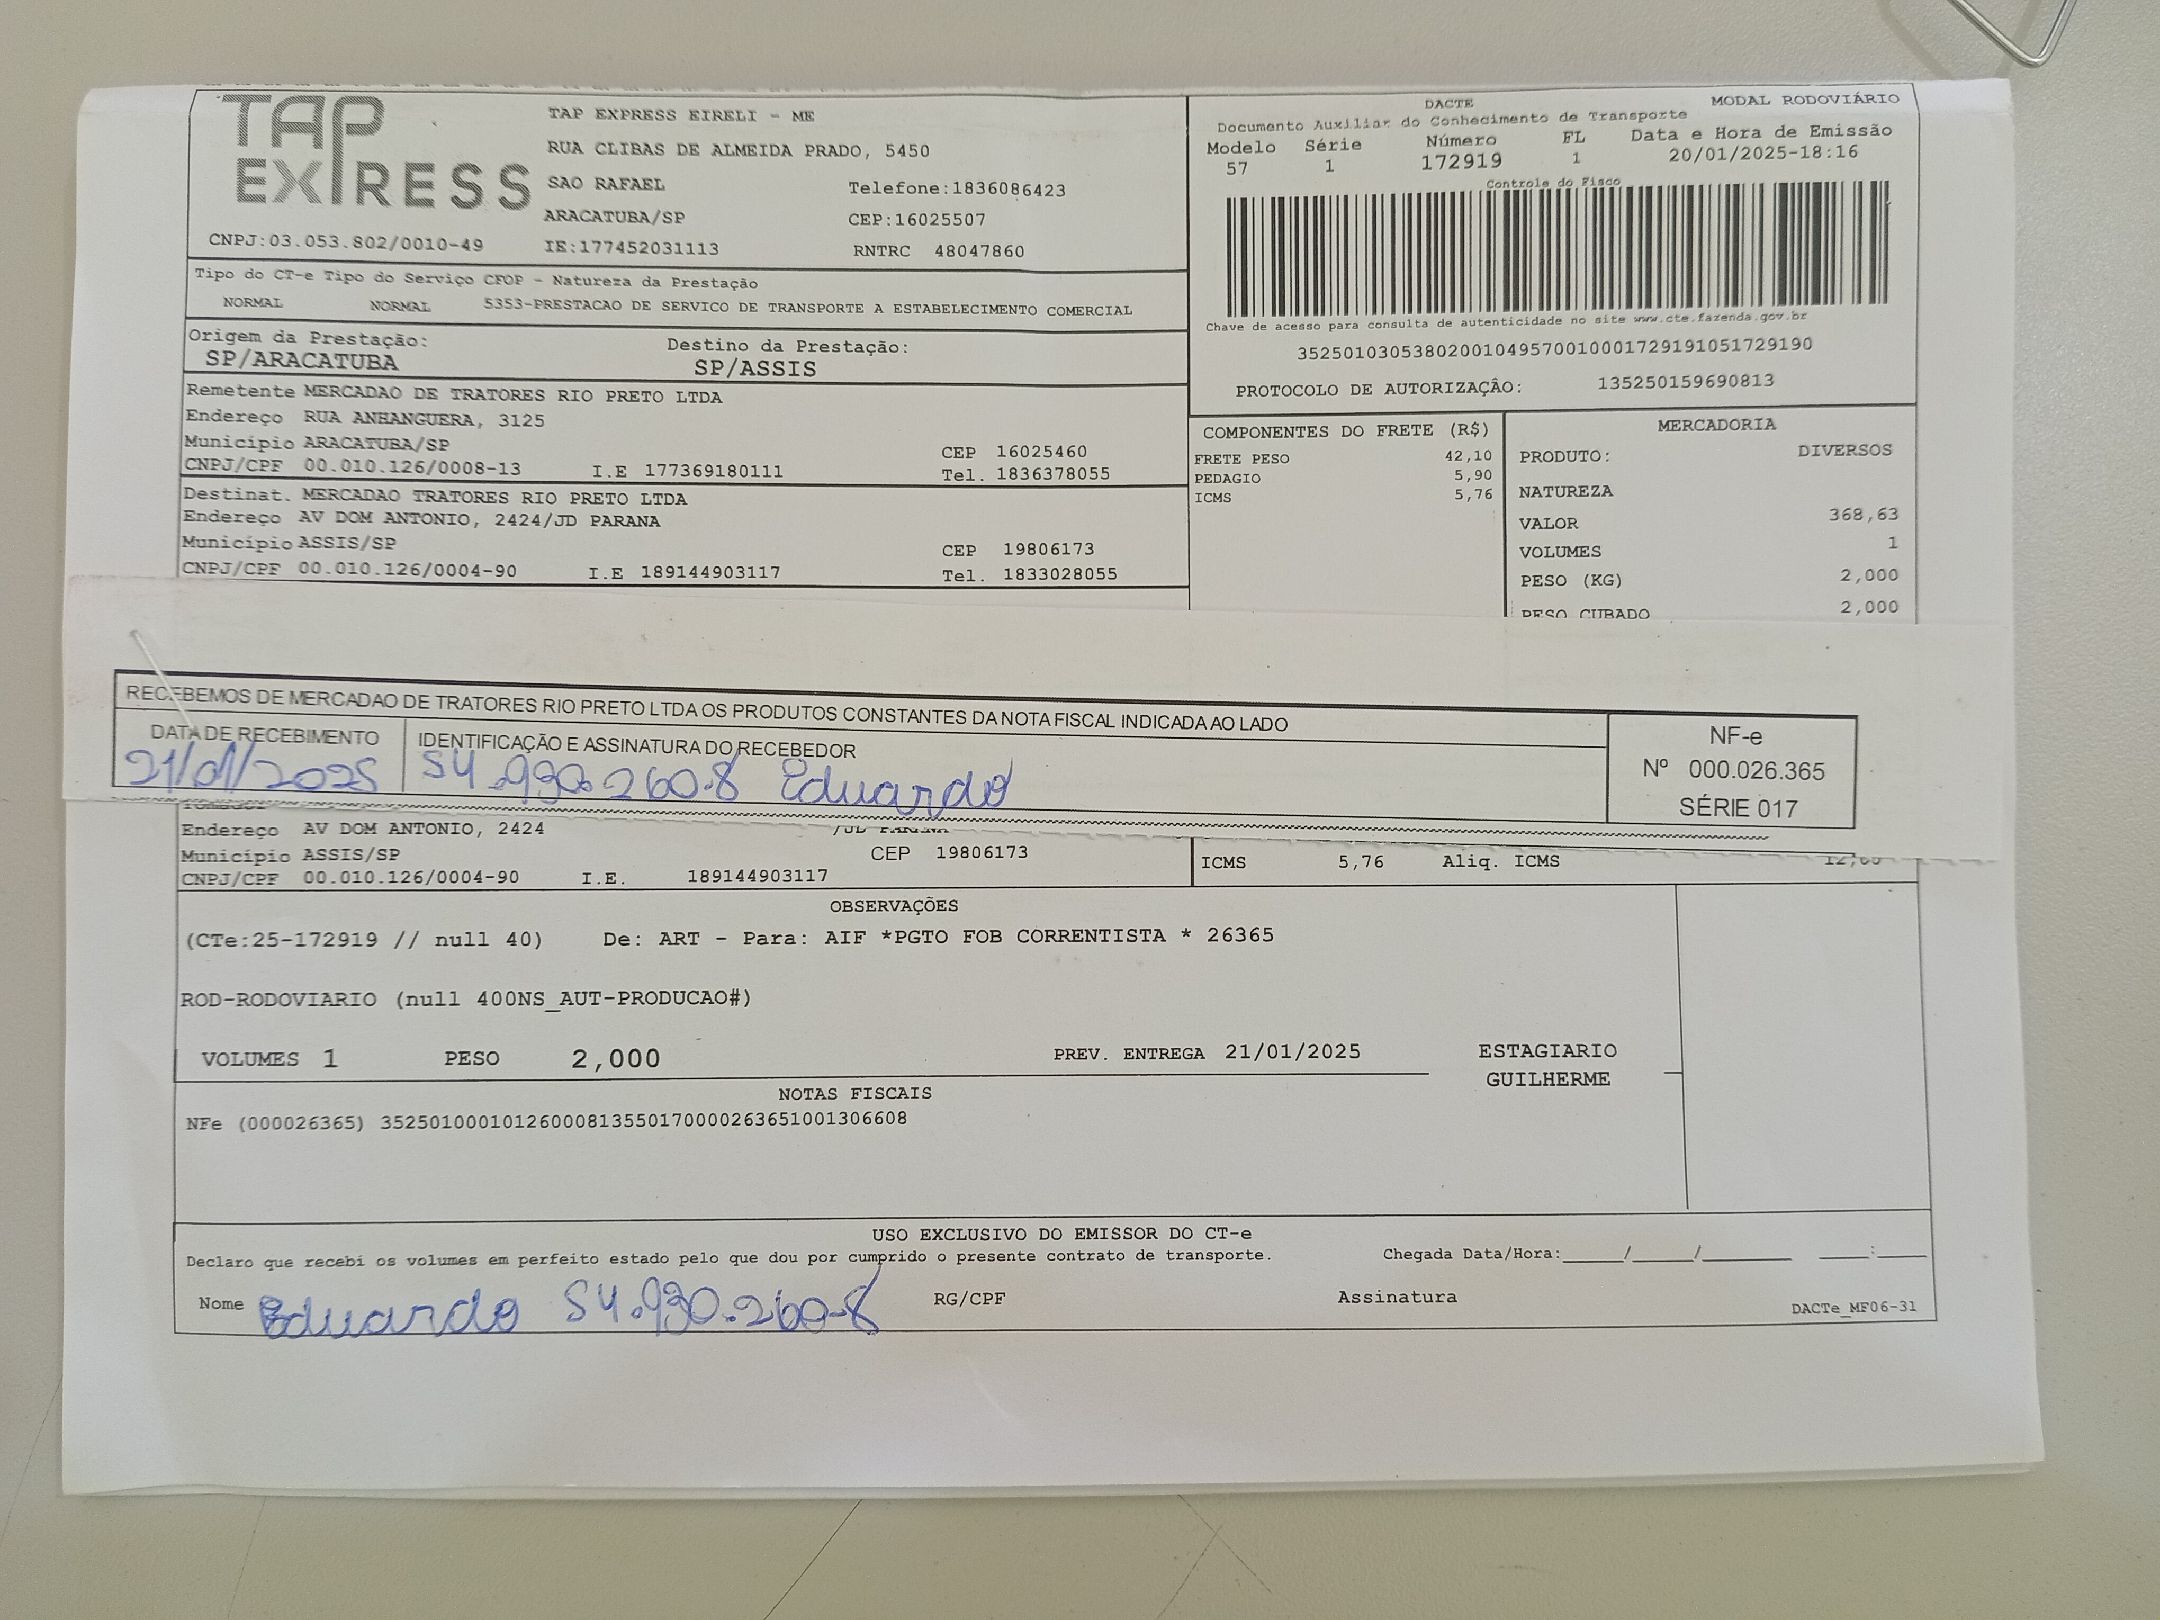 TAP EXPRESS
TAP EXPRESS EIRELI - ME
RUA CLIBAS DE ALMEIDA PRADO, 5450
SAO RAFAEL Telefone:1836086423
ARACATUBA/SP CEP:16025507
CNPJ:03.053.802/0010-49 IE:177452031113 RNTRC 48047860
DACTE MODAL RODOVIÁRIO
Documento Auxiliar do Conhecimento de Transporte
Modelo Série Número FL Data e Hora de Emissão
57 1 172919 1 20/01/2025-18:16
Controle do Fisco
Chave de acesso para consulta de autenticidade no site www.cte.fazenda.gov.br
35250103053802001049570010001729191051729190
PROTOCOLO DE AUTORIZAÇÃO: 135250159690813
Tipo do CT-e Tipo do Serviço CFOP - Natureza da Prestação
NORMAL NORMAL 5353-PRESTACAO DE SERVICO DE TRANSPORTE A ESTABELECIMENTO COMERCIAL
Origem da Prestação: Destino da Prestação:
SP/ARACATUBA SP/ASSIS
Remetente MERCADAO DE TRATORES RIO PRETO LTDA
Endereço RUA ANHANGUERA, 3125
Município ARACATUBA/SP CEP 16025460
CNPJ/CPF 00.010.126/0008-13 I.E 177369180111 Tel. 1836378055
Destinat. MERCADAO TRATORES RIO PRETO LTDA
Endereço AV DOM ANTONIO, 2424/JD PARANA
Município ASSIS/SP CEP 19806173
CNPJ/CPF 00.010.126/0004-90 I.E 189144903117 Tel. 1833028055
COMPONENTES DO FRETE (R$)
FRETE PESO 42,10
PEDAGIO 5,90
ICMS 5,76
MERCADORIA
PRODUTO: DIVERSOS
NATUREZA
VALOR 368,63
VOLUMES 1
PESO (KG) 2,000
PESO CUBADO 2,000
RECEBEMOS DE MERCADAO DE TRATORES RIO PRETO LTDA OS PRODUTOS CONSTANTES DA NOTA FISCAL INDICADA AO LADO
DATA DE RECEBIMENTO IDENTIFICAÇÃO E ASSINATURA DO RECEBEDOR
21/01/2025 54.930.260-8 Eduardo
NF-e
Nº 000.026.365
SÉRIE 017
Endereço AV DOM ANTONIO, 2424 /JD PARANA
Município ASSIS/SP CEP 19806173
CNPJ/CPF 00.010.126/0004-90 I.E. 189144903117
ICMS 5,76 Aliq. ICMS
OBSERVAÇÕES
(CTe:25-172919 // null 40) De: ART - Para: AIF *PGTO FOB CORRENTISTA * 26365
ROD-RODOVIARIO (null 400NS_AUT-PRODUCAO#)
VOLUMES 1 PESO 2,000 PREV. ENTREGA 21/01/2025 ESTAGIARIO
GUILHERME
NOTAS FISCAIS
NFe (000026365) 35250100010126000813550170000263651001306608
USO EXCLUSIVO DO EMISSOR DO CT-e
Declaro que recebi os volumes em perfeito estado pelo que dou por cumprido o presente contrato de transporte. Chegada Data/Hora:_____/_____/________ ____:____
Nome Eduardo 54.930.260-8 RG/CPF Assinatura DACTe_MF06-31